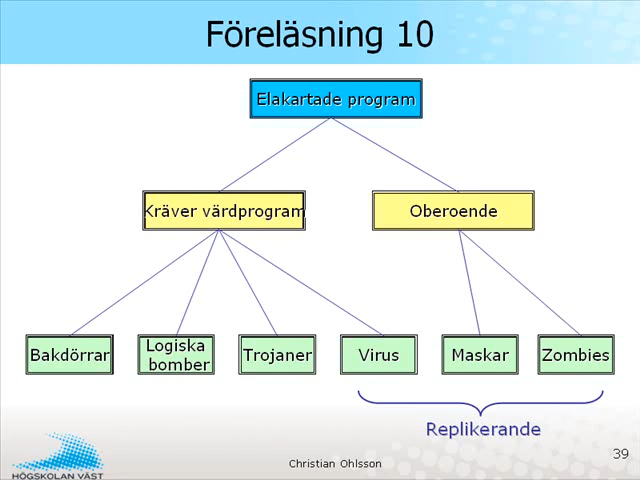 Föreläsning 10
Elakartade program
Kräver värdprogram
Oberoende
Bakdörrar
Logiska
bomber
Trojaner
Virus
Maskar
Zombies
Replikerande
39
Christian Ohlsson
HÖGSKOLAN VÄST